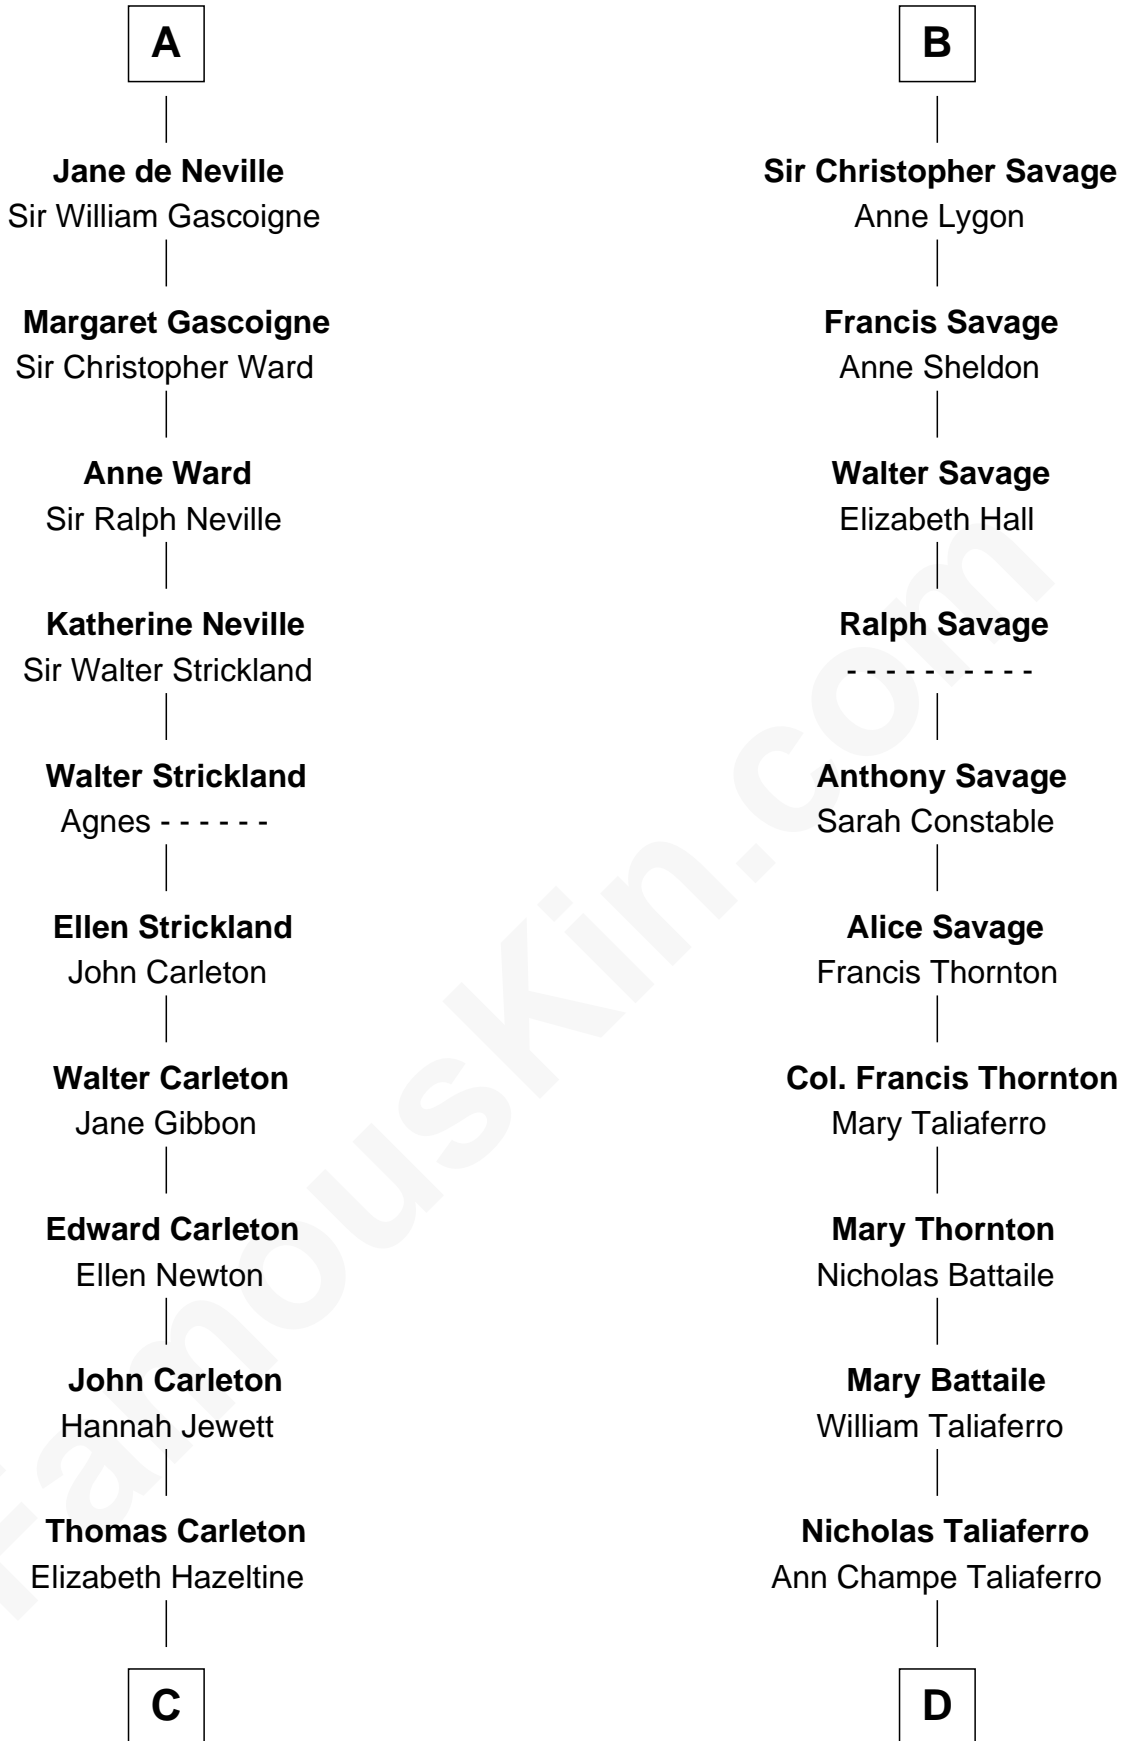 A
Jane de Neville
Sir William Gascoigne
Margaret Gascoigne
Sir Christopher Ward
Anne Ward
Sir Ralph Neville
Katherine Neville
Sir Walter Strickland
Walter Strickland
Agnes - - - - - -
Ellen Strickland
John Carleton
Walter Carleton
Jane Gibbon
Edward Carleton
Ellen Newton
John Carleton
Hannah Jewett
Thomas Carleton
Elizabeth Hazeltine
C
B
Sir Christopher Savage
Anne Lygon
Francis Savage
Anne Sheldon
Walter Savage
Elizabeth Hall
Ralph Savage
- - - - - - - - - -
Anthony Savage
Sarah Constable
Alice Savage
Francis Thornton
Col. Francis Thornton
Mary Taliaferro
Mary Thornton
Nicholas Battaile
Mary Battaile
William Taliaferro
Nicholas Taliaferro
Ann Champe Taliaferro
D
FamousKin.com